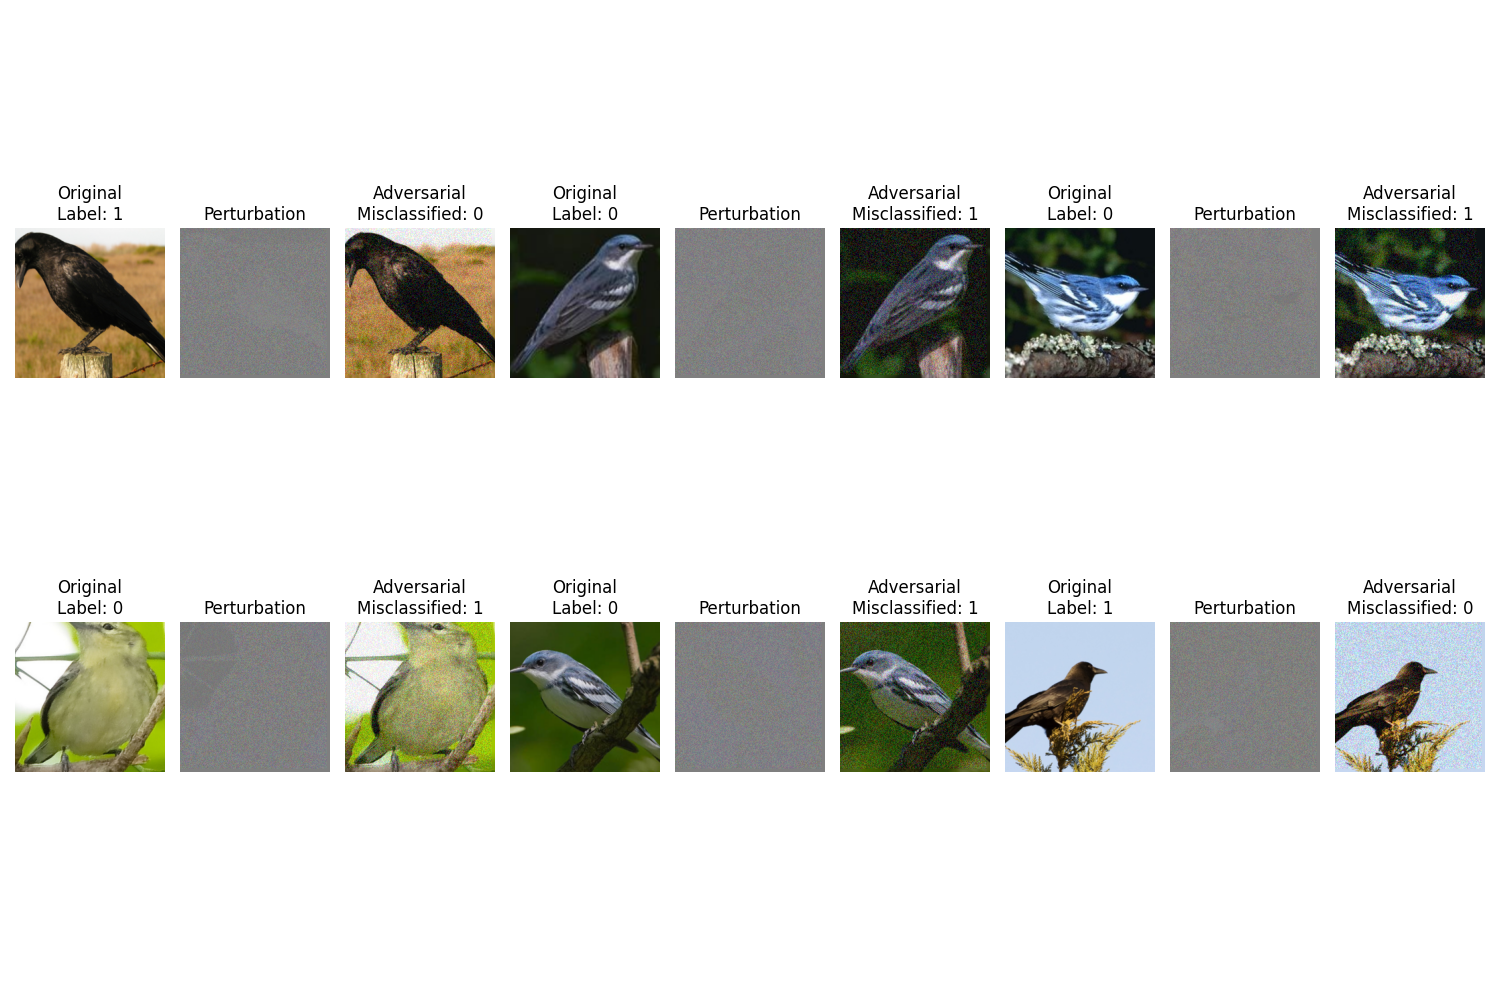 Original
Label: 1
Perturbation
Adversarial
Misclassified: 0
Original
Label: 0
Perturbation
Adversarial
Misclassified: 1
Original
Label: 0
Perturbation
Adversarial
Misclassified: 1
Original
Label: 0
Perturbation
Adversarial
Misclassified: 1
Original
Label: 0
Perturbation
Adversarial
Misclassified: 1
Original
Label: 1
Perturbation
Adversarial
Misclassified: 0